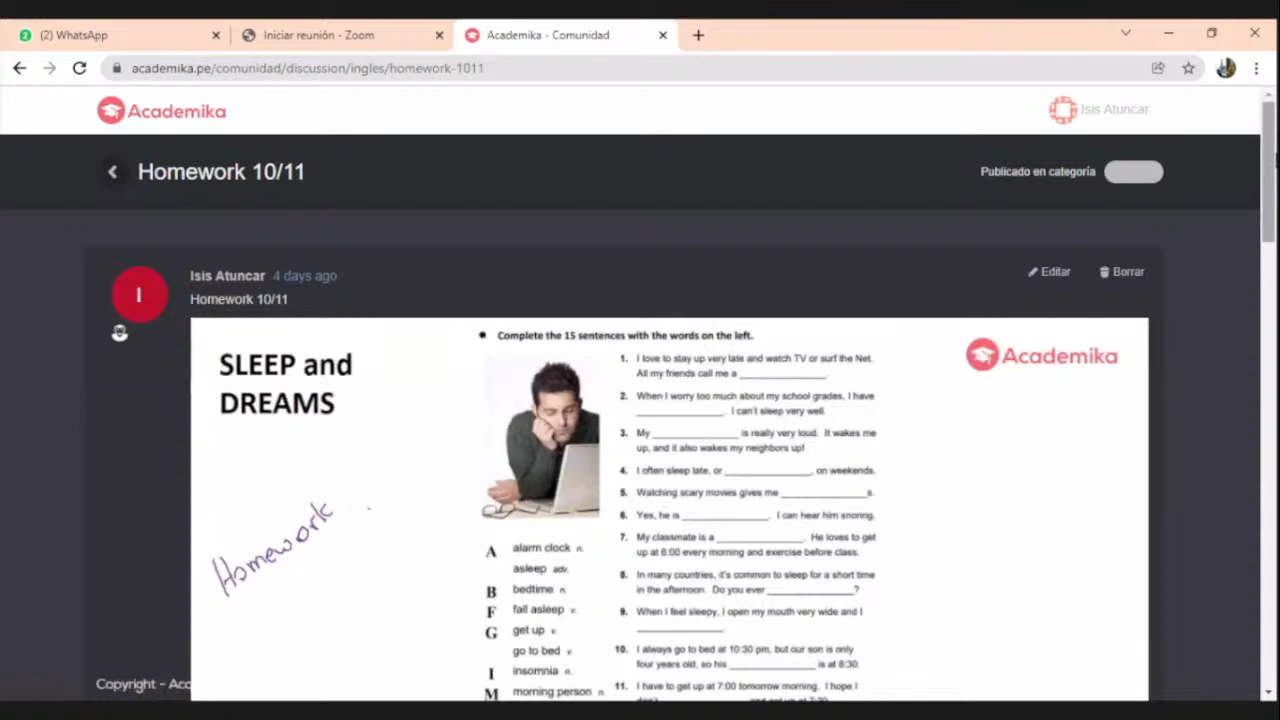 (2) WhatsApp
Iniciar reunión - Zoom
Academika - Comunidad
academika.pe/comunidad/discussion/ingles/homework-1011
Academika
Isis Atuncar
Homework 10/11
Publicado en categoría
I
Isis Atuncar 4 days ago
Editar
Borrar
Homework 10/11
SLEEP and
DREAMS
Homework
Complete the 15 sentences with the words on the left.
1. I love to stay up very late and watch TV or surf the Net.
All my friends call me a ________________.
2. When I worry too much about my school grades, I have
________________. I can't sleep very well.
3. My ________________ is really very loud. It wakes me
up, and it also wakes my neighbors up!
4. I often sleep late, or ________________, on weekends.
5. Watching scary movies gives me ________________s.
6. Yes, he is ________________. I can hear him snoring.
7. My classmate is a ________________. He loves to get
up at 6:00 every morning and exercise before class.
8. In many countries, it's common to sleep for a short time
in the afternoon. Do you ever ________________?
9. When I feel sleepy, I open my mouth very wide and I
________________.
10. I always go to bed at 10:30 pm, but our son is only
four years old, so his ________________ is at 8:30.
11. I have to get up at 7:00 tomorrow morning. I hope I
A alarm clock n.
asleep adv.
B bedtime n.
F fall asleep v.
G get up v.
go to bed v.
I insomnia n.
M morning person n.
Academika
Copyright - Acc